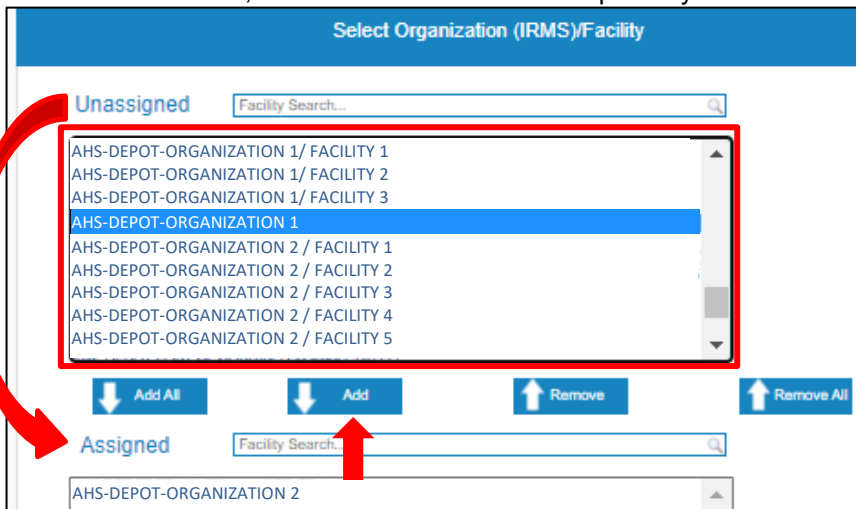 Select Organization (IRMS)/Facility
Unassigned Facility Search...
AHS-DEPOT-ORGANIZATION 1/ FACILITY 1
AHS-DEPOT-ORGANIZATION 1/ FACILITY 2
AHS-DEPOT-ORGANIZATION 1/ FACILITY 3
AHS-DEPOT-ORGANIZATION 1
AHS-DEPOT-ORGANIZATION 2 / FACILITY 1
AHS-DEPOT-ORGANIZATION 2 / FACILITY 2
AHS-DEPOT-ORGANIZATION 2 / FACILITY 3
AHS-DEPOT-ORGANIZATION 2 / FACILITY 4
AHS-DEPOT-ORGANIZATION 2 / FACILITY 5
Add All Add Remove Remove All
Assigned Facility Search...
AHS-DEPOT-ORGANIZATION 2